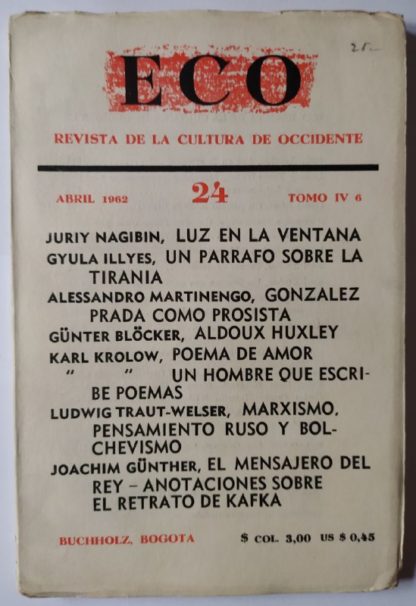 25.—
ECO
REVISTA DE LA CULTURA DE OCCIDENTE
ABRIL 1962 24 TOMO IV 6
JURIY NAGIBIN, LUZ EN LA VENTANA
GYULA ILLYES, UN PARRAFO SOBRE LA
TIRANIA
ALESSANDRO MARTINENGO, GONZALEZ
PRADA COMO PROSISTA
GÜNTER BLÖCKER, ALDOUX HUXLEY
KARL KROLOW, POEMA DE AMOR
" " UN HOMBRE QUE ESCRI-
BE POEMAS
LUDWIG TRAUT-WELSER, MARXISMO,
PENSAMIENTO RUSO Y BOL-
CHEVISMO
JOACHIM GÜNTHER, EL MENSAJERO DEL
REY – ANOTACIONES SOBRE
EL RETRATO DE KAFKA
BUCHHOLZ, BOGOTA $ COL. 3,00 US $ 0,45